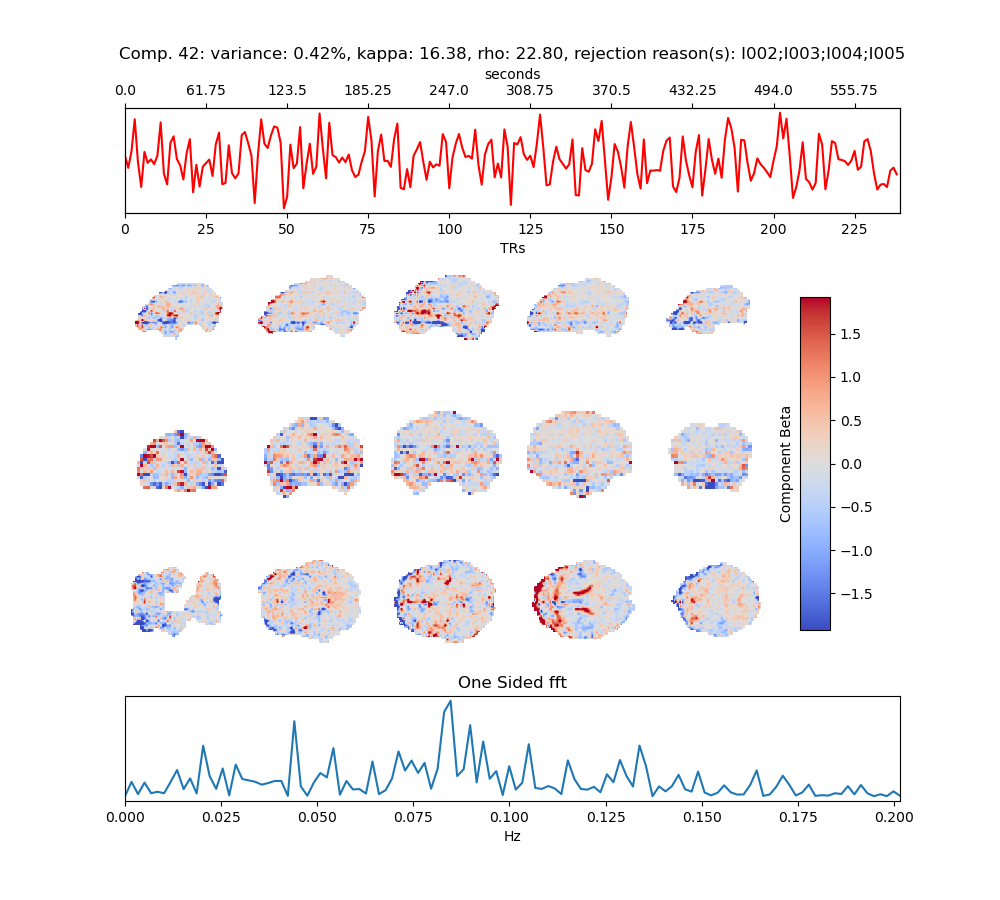 Comp. 42: variance: 0.42%, kappa: 16.38, rho: 22.80, rejection reason(s): I002;I003;I004;I005
seconds
0.0 61.75 123.5 185.25 247.0 308.75 370.5 432.25 494.0 555.75
0 25 50 75 100 125 150 175 200 225
TRs
1.5
1.0
0.5
0.0
−0.5
−1.0
−1.5
Component Beta
One Sided fft
0.000 0.025 0.050 0.075 0.100 0.125 0.150 0.175 0.200
Hz